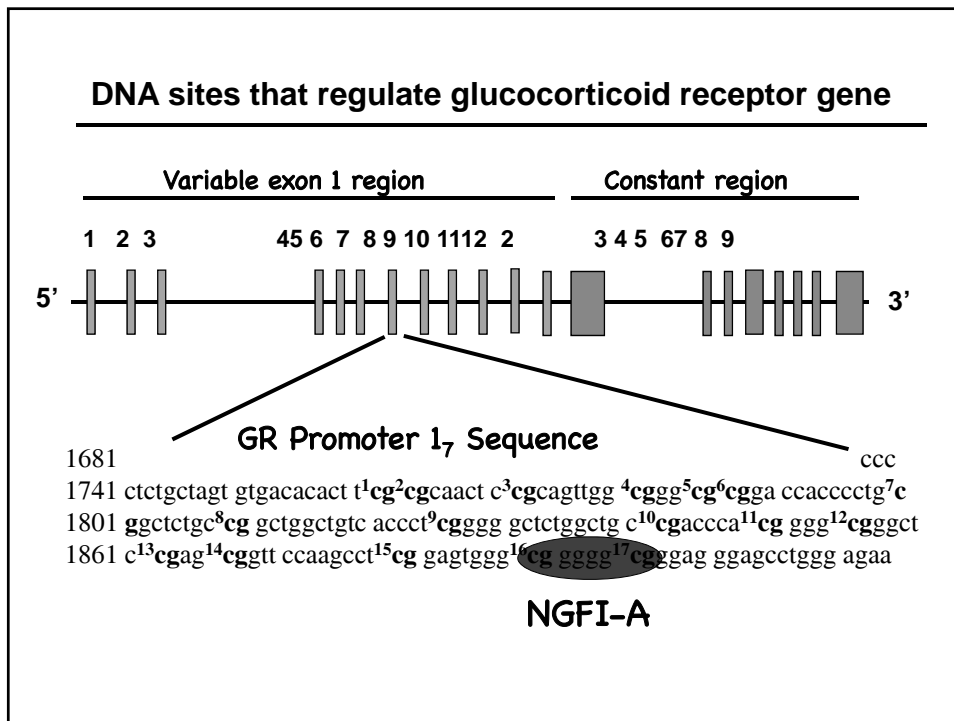 DNA sites that regulate glucocorticoid receptor gene
Variable exon 1 region Constant region
1 2 3 45 6 7 8 9 10 1112 2 3 4 5 67 8 9
5’ 3’
GR Promoter 1₇ Sequence
1681 ccc
1741 ctctgctagt gtgacacact t¹cg²cgcaact c³cgcagttgg ⁴cggg⁵cg⁶cgga ccacccctg⁷c
1801 ggctctgc⁸cg gctggctgtc accct⁹cgggg gctctggctg c¹⁰cgaccca¹¹cg ggg¹²cgggct
1861 c¹³cgag¹⁴cggtt ccaagcct¹⁵cg gagtggg¹⁶cg gggg¹⁷cgggag ggagcctggg agaa
NGFI-A